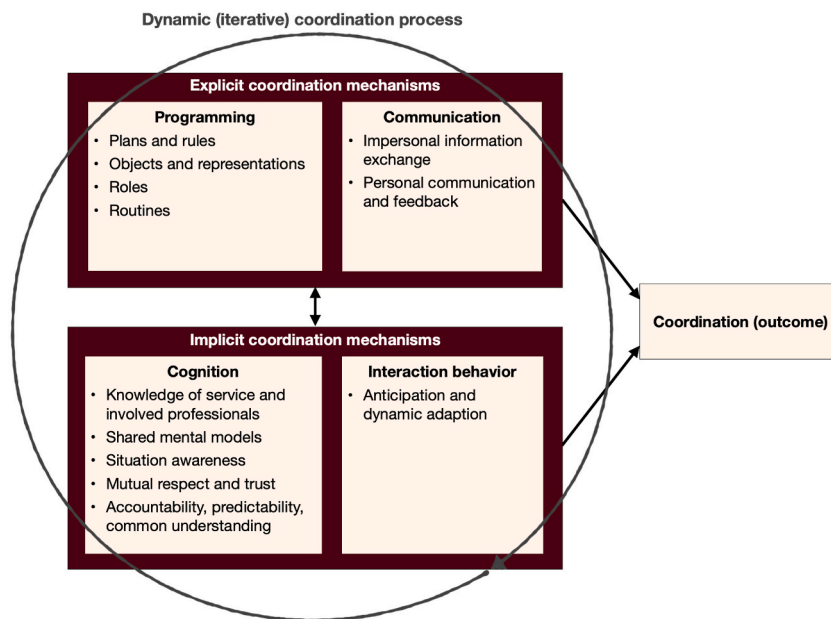 Dynamic (iterative) coordination process
Explicit coordination mechanisms
Programming
• Plans and rules
• Objects and representations
• Roles
• Routines
Communication
• Impersonal information
exchange
• Personal communication
and feedback
Coordination (outcome)
Implicit coordination mechanisms
Cognition
• Knowledge of service and
involved professionals
• Shared mental models
• Situation awareness
• Mutual respect and trust
• Accountability, predictability,
common understanding
Interaction behavior
• Anticipation and
dynamic adaption